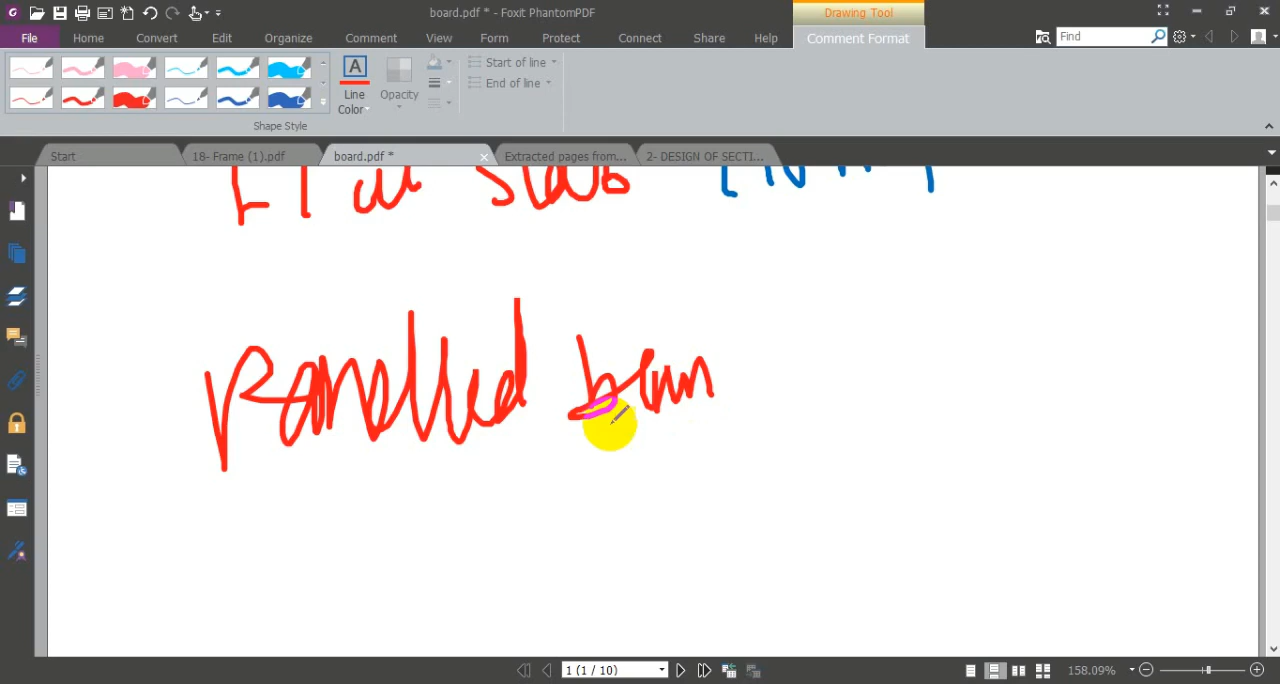 board.pdf * - Foxit PhantomPDF
Drawing Tool
File Home Convert Edit Organize Comment View Form Protect Connect Share Help Comment Format
Find
Line Color
Opacity
Start of line
End of line
Shape Style
Start
18- Frame (1).pdf
board.pdf *
Extracted pages from...
2- DESIGN OF SECTI...
panelled beam
1 (1 / 10)
158.09%